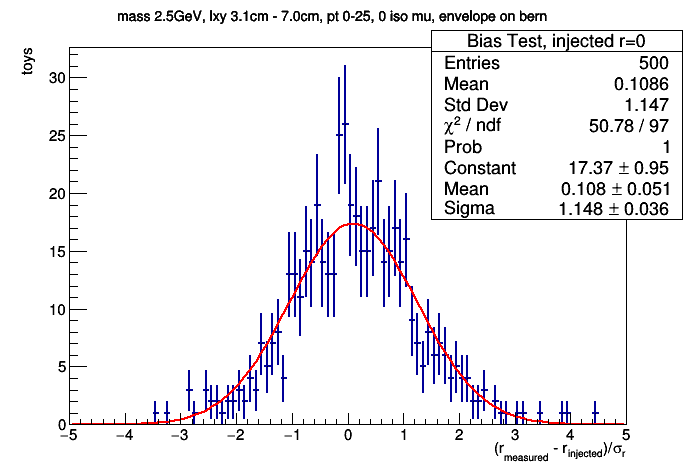 mass 2.5GeV, lxy 3.1cm - 7.0cm, pt 0-25, 0 iso mu, envelope on bern
Bias Test, injected r=0
Entries 500
Mean 0.1086
Std Dev 1.147
χ² / ndf 50.78 / 97
Prob 1
Constant 17.37 ± 0.95
Mean 0.108 ± 0.051
Sigma 1.148 ± 0.036
toys
30
25
20
15
10
5
0
−5 −4 −3 −2 −1 0 1 2 3 4 5
(r_measured - r_injected)/σ_r